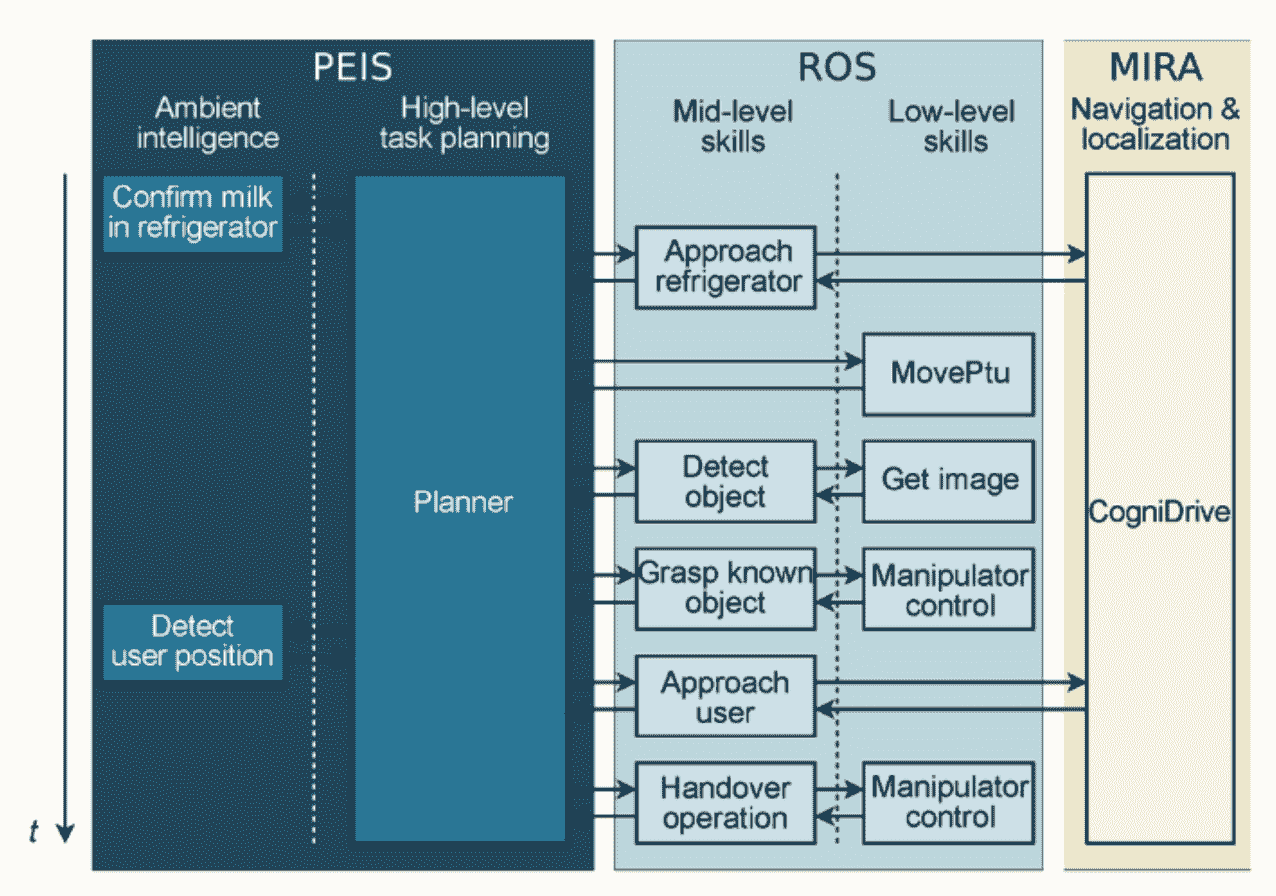 PEIS
ROS
MIRA
Ambient
intelligence
High-level
task planning
Mid-level
skills
Low-level
skills
Navigation &
localization
Confirm milk
in refrigerator
Approach
refrigerator
MovePtu
Detect
object
Get image
Planner
CogniDrive
Grasp known
object
Manipulator
control
Detect
user position
Approach
user
Handover
operation
Manipulator
control
t